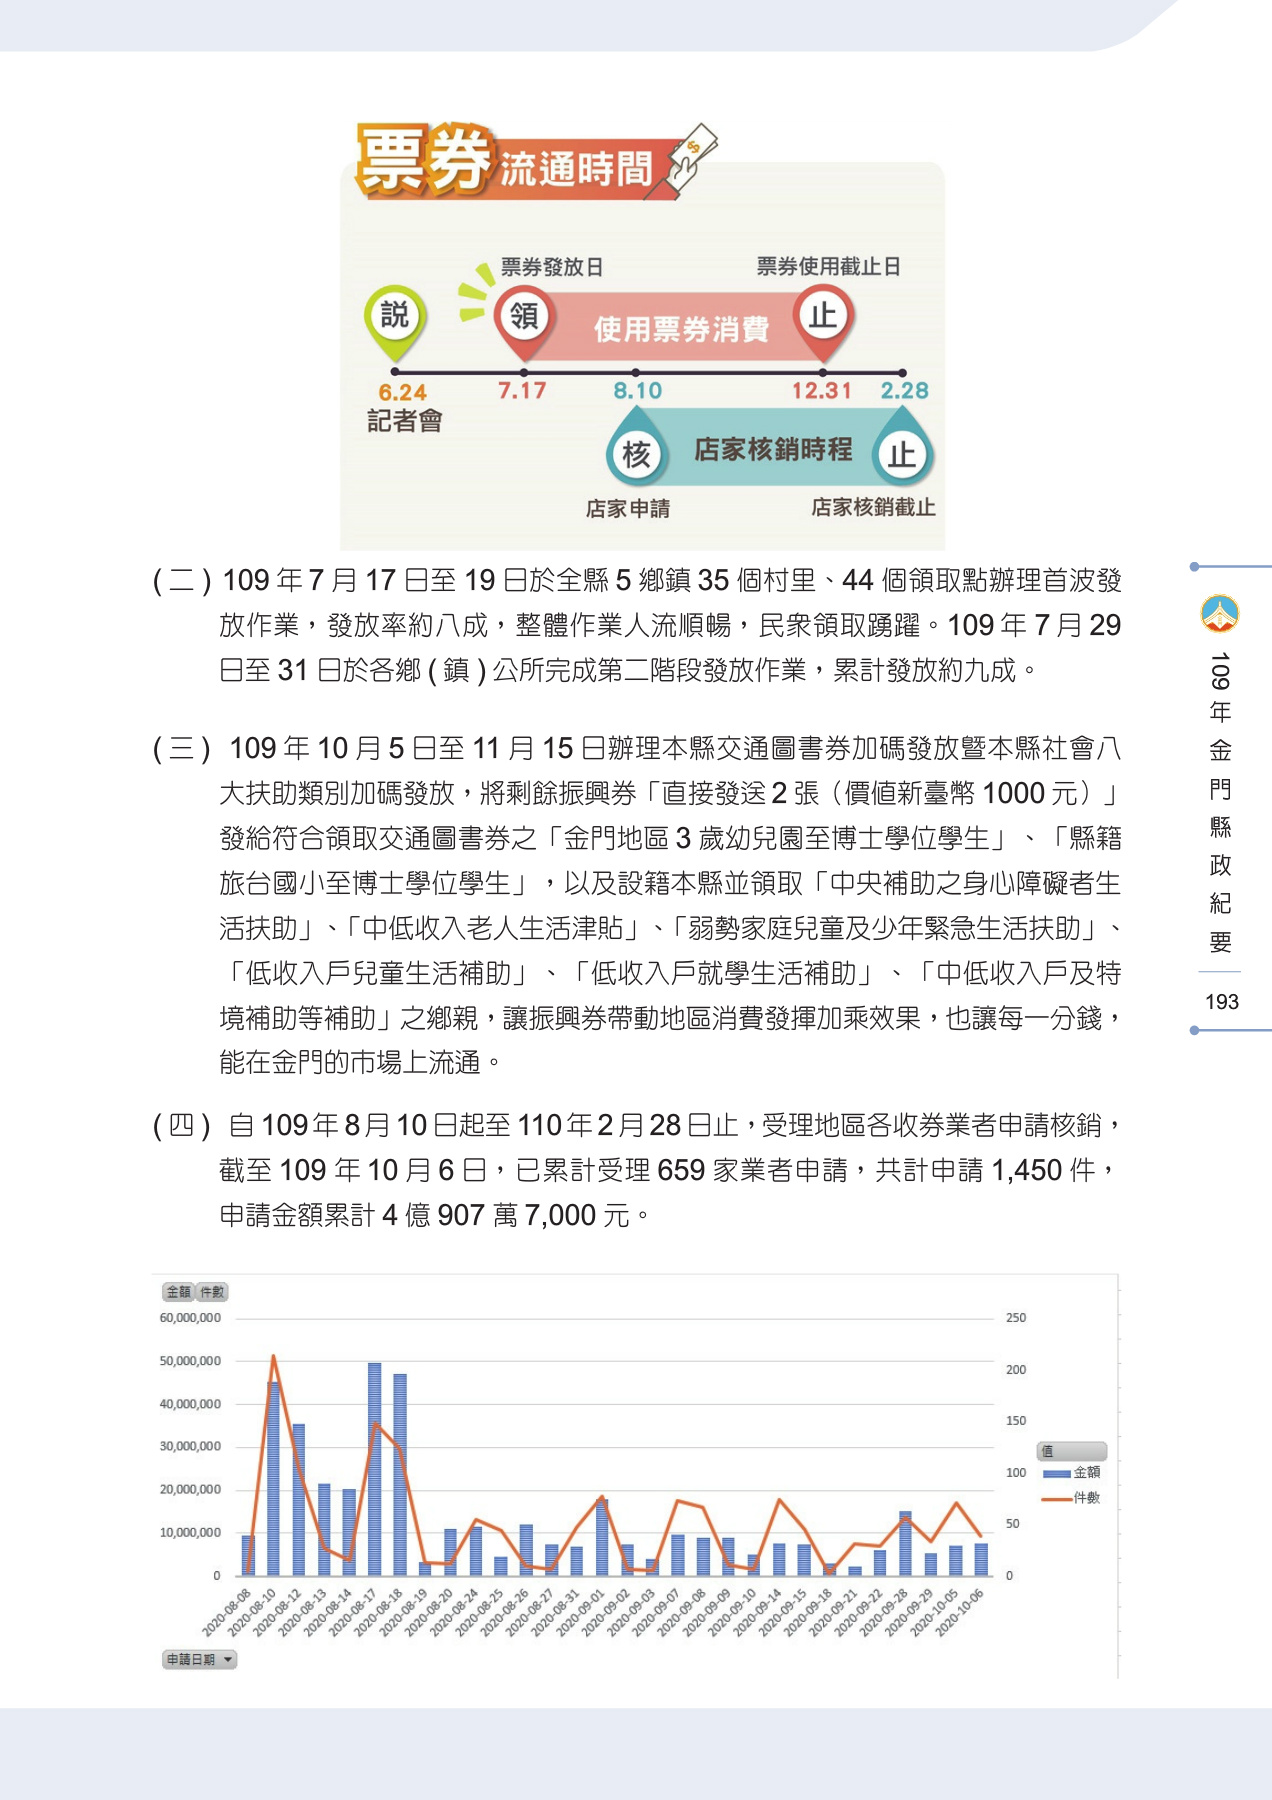 票券流通時間
票券發放日
票券使用截止日
說
領
使用票券消費
止
6.24
7.17
8.10
12.31
2.28
記者會
核
店家核銷時程
止
店家申請
店家核銷截止
(二) 109 年 7 月 17 日至 19 日於全縣 5 鄉鎮 35 個村里、44 個領取點辦理首波發
放作業，發放率約八成，整體作業人流順暢，民衆領取踴躍。109 年 7 月 29
日至 31 日於各鄉 ( 鎮 ) 公所完成第二階段發放作業，累計發放約九成。
(三) 109 年 10 月 5 日至 11 月 15 日辦理本縣交通圖書券加碼發放暨本縣社會八
大扶助類別加碼發放，將剩餘振興券「直接發送 2 張（價值新臺幣 1000 元）」
發給符合領取交通圖書券之「金門地區 3 歲幼兒園至博士學位學生」、「縣籍
旅台國小至博士學位學生」，以及設籍本縣並領取「中央補助之身心障礙者生
活扶助」、「中低收入老人生活津貼」、「弱勢家庭兒童及少年緊急生活扶助」、
「低收入戶兒童生活補助」、「低收入戶就學生活補助」、「中低收入戶及特
境補助等補助」之鄉親，讓振興券帶動地區消費發揮加乘效果，也讓每一分錢，
能在金門的市場上流通。
(四) 自 109 年 8 月 10 日起至 110 年 2 月 28 日止，受理地區各收券業者申請核銷，
截至 109 年 10 月 6 日，已累計受理 659 家業者申請，共計申請 1,450 件，
申請金額累計 4 億 907 萬 7,000 元。
109 年金門縣政紀要
193
金額 件數
60,000,000
50,000,000
40,000,000
30,000,000
20,000,000
10,000,000
0
250
200
150
100
50
0
值
金額
件數
2020-08-08
2020-08-10
2020-08-12
2020-08-13
2020-08-14
2020-08-17
2020-08-18
2020-08-19
2020-08-20
2020-08-24
2020-08-25
2020-08-26
2020-08-27
2020-08-31
2020-09-01
2020-09-02
2020-09-03
2020-09-07
2020-09-08
2020-09-09
2020-09-10
2020-09-14
2020-09-15
2020-09-18
2020-09-21
2020-09-22
2020-09-28
2020-09-29
2020-10-05
2020-10-06
申請日期